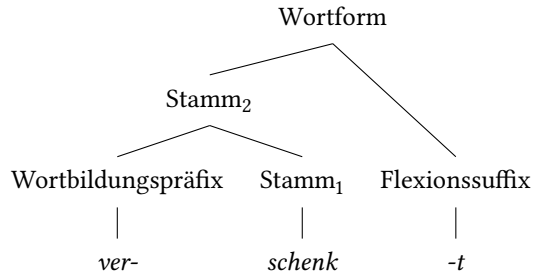 Wortform
Stamm₂
Wortbildungspräfix Stamm₁ Flexionssuffix
ver- schenk -t